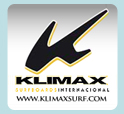 KLIMAX
SURFBOARDS INTERNACIONAL
WWW.KLIMAXSURF.COM